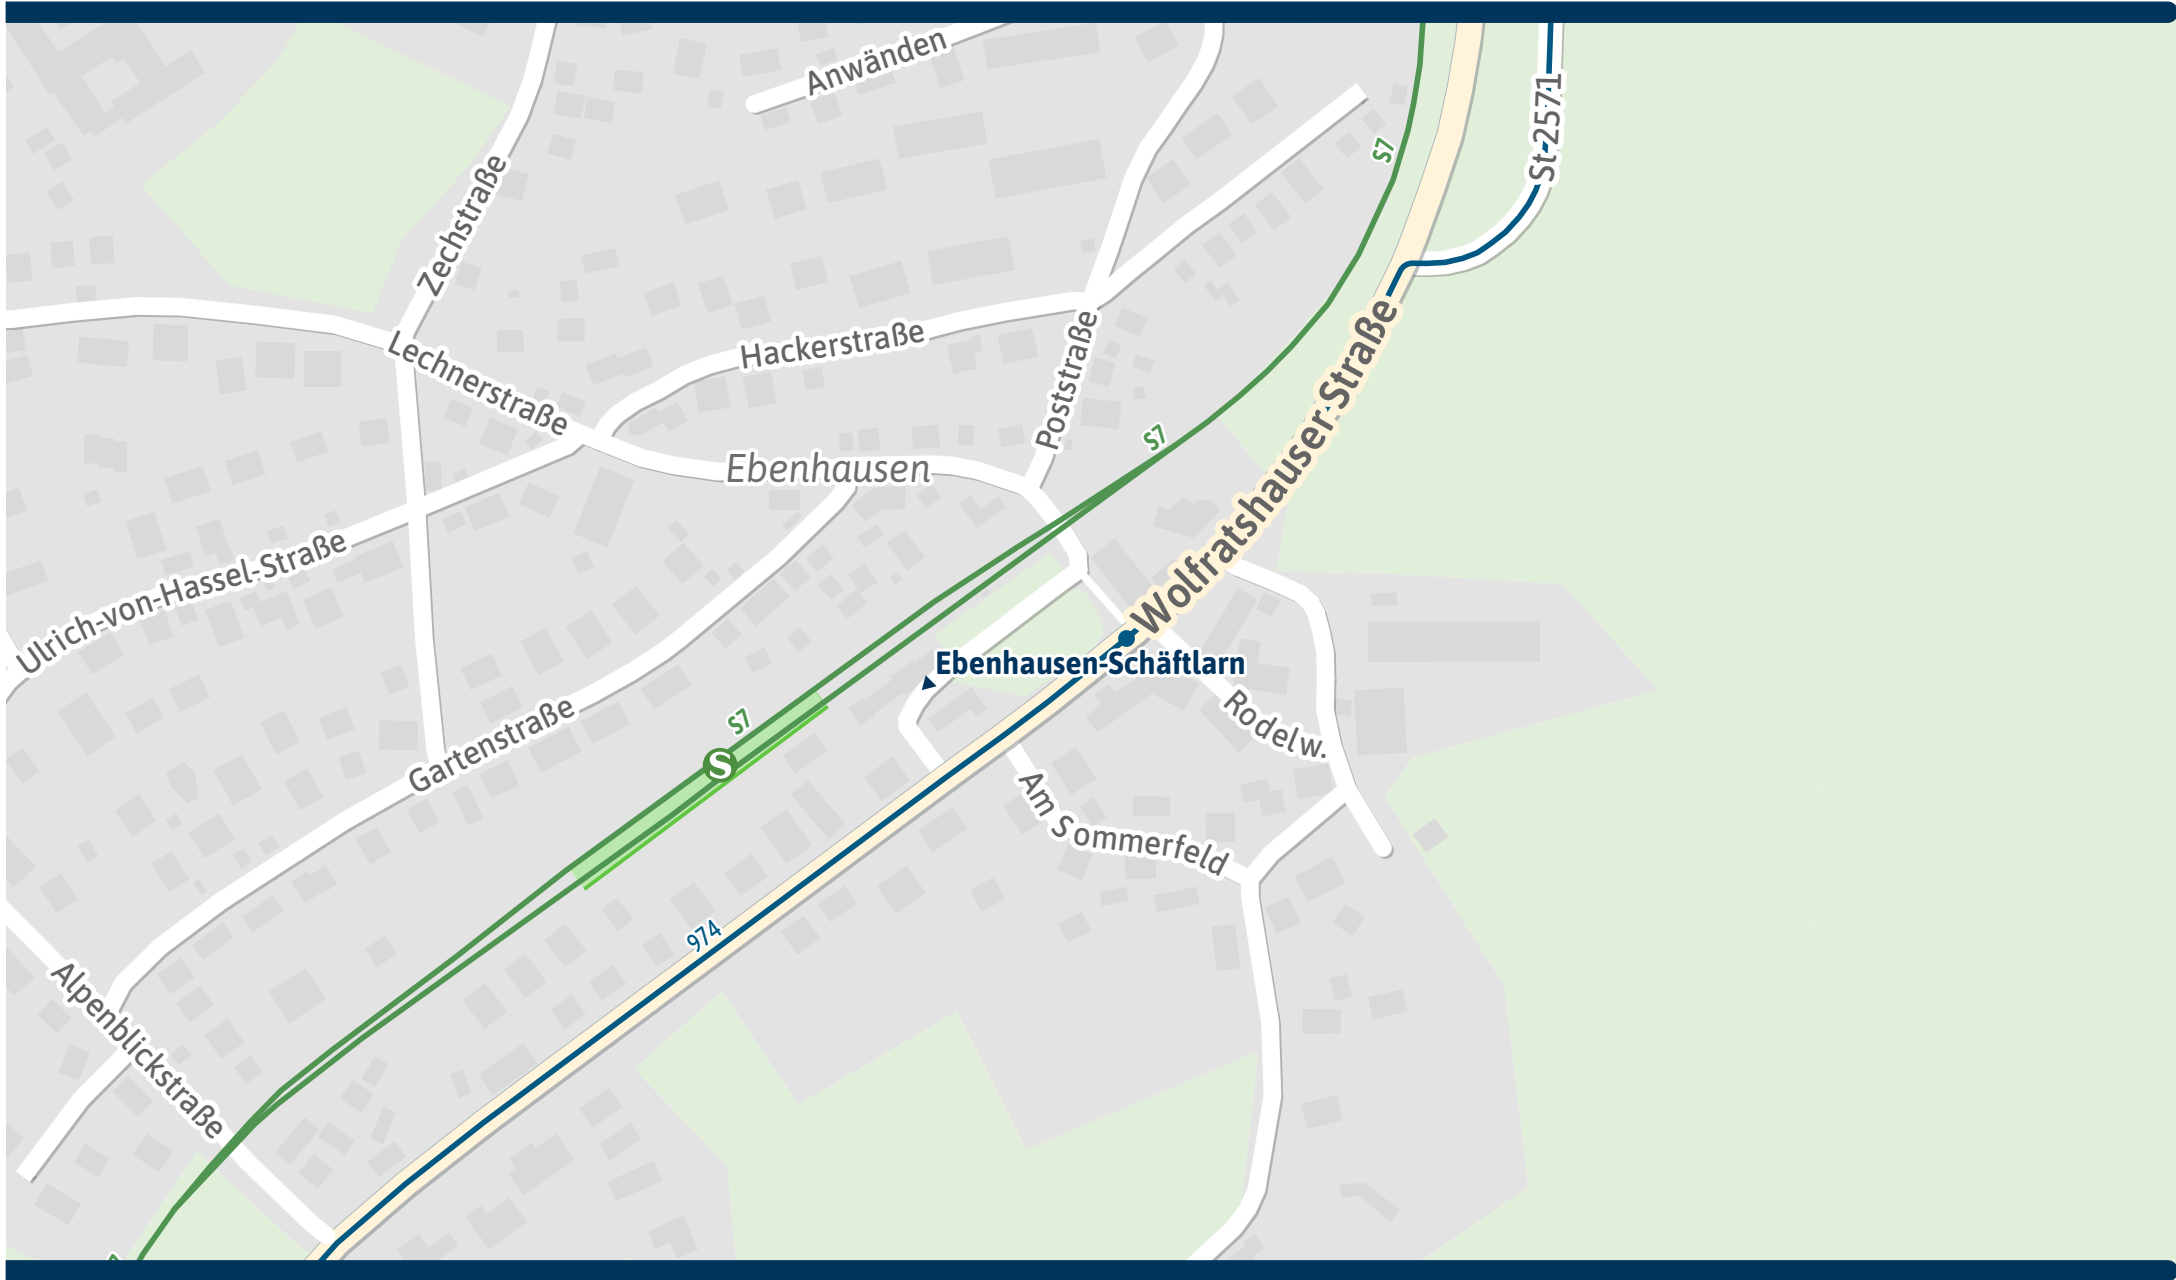 Anwänden
St 2571
S7
Zechstraße
Hackerstraße
Lechnerstraße
Poststraße
Wolfratshauser Straße
S7
Ebenhausen
Ulrich-von-Hassel-Straße
Ebenhausen-Schäftlarn
Rodelw.
Gartenstraße
S7
S
Am Sommerfeld
974
Alpenblickstraße